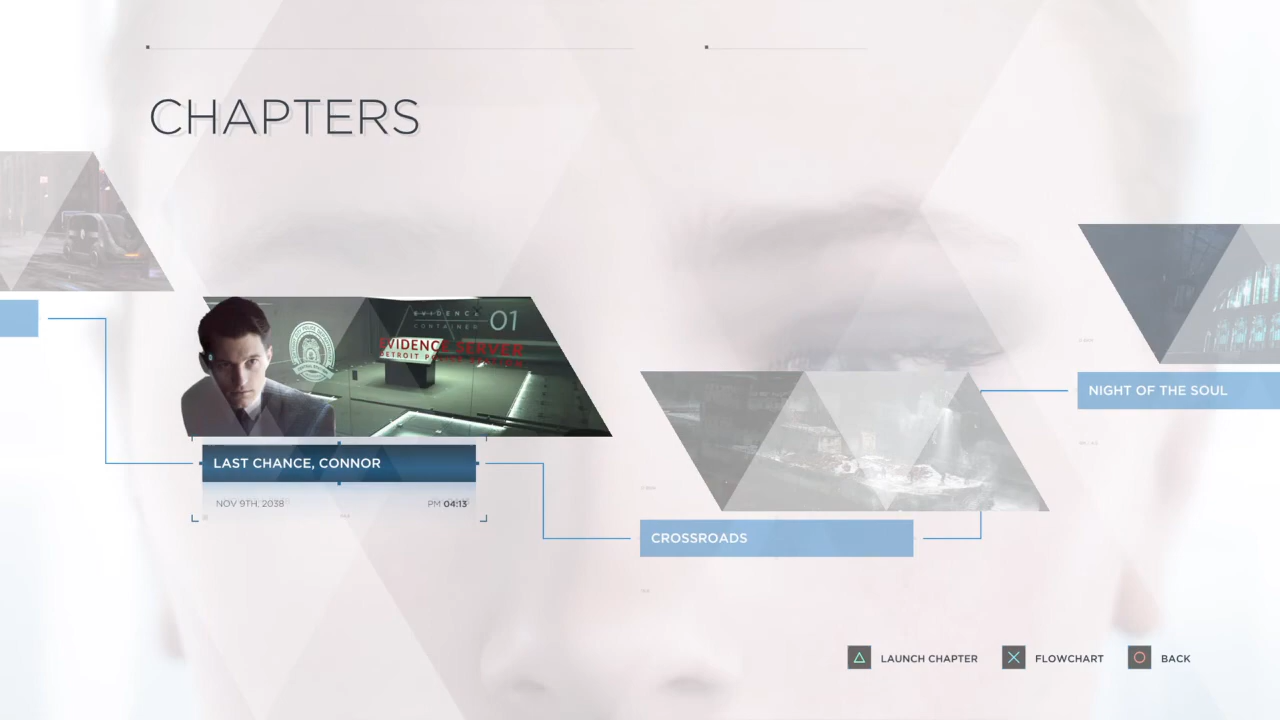 CHAPTERS
EVIDENCE
CONTAINER
01
EVIDENCE SERVER
LAST CHANCE, CONNOR
NOV 9TH, 2038
PM 04:13
CROSSROADS
NIGHT OF THE SOUL
LAUNCH CHAPTER
FLOWCHART
BACK